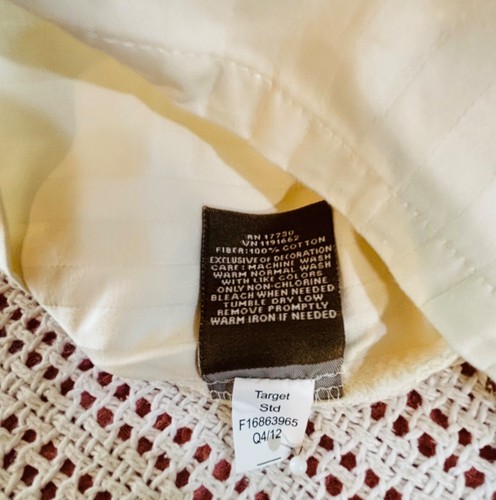 RN 17730
VN 1191662
FIBER:100% COTTON
EXCLUSIVE OF DECORATION
CARE: MACHINE WASH
WARM NORMAL WASH
WITH LIKE COLORS
ONLY NON-CHLORINE
BLEACH WHEN NEEDED
TUMBLE DRY LOW
REMOVE PROMPTLY
WARM IRON IF NEEDED
Target
Std
F16863965
Q4/12